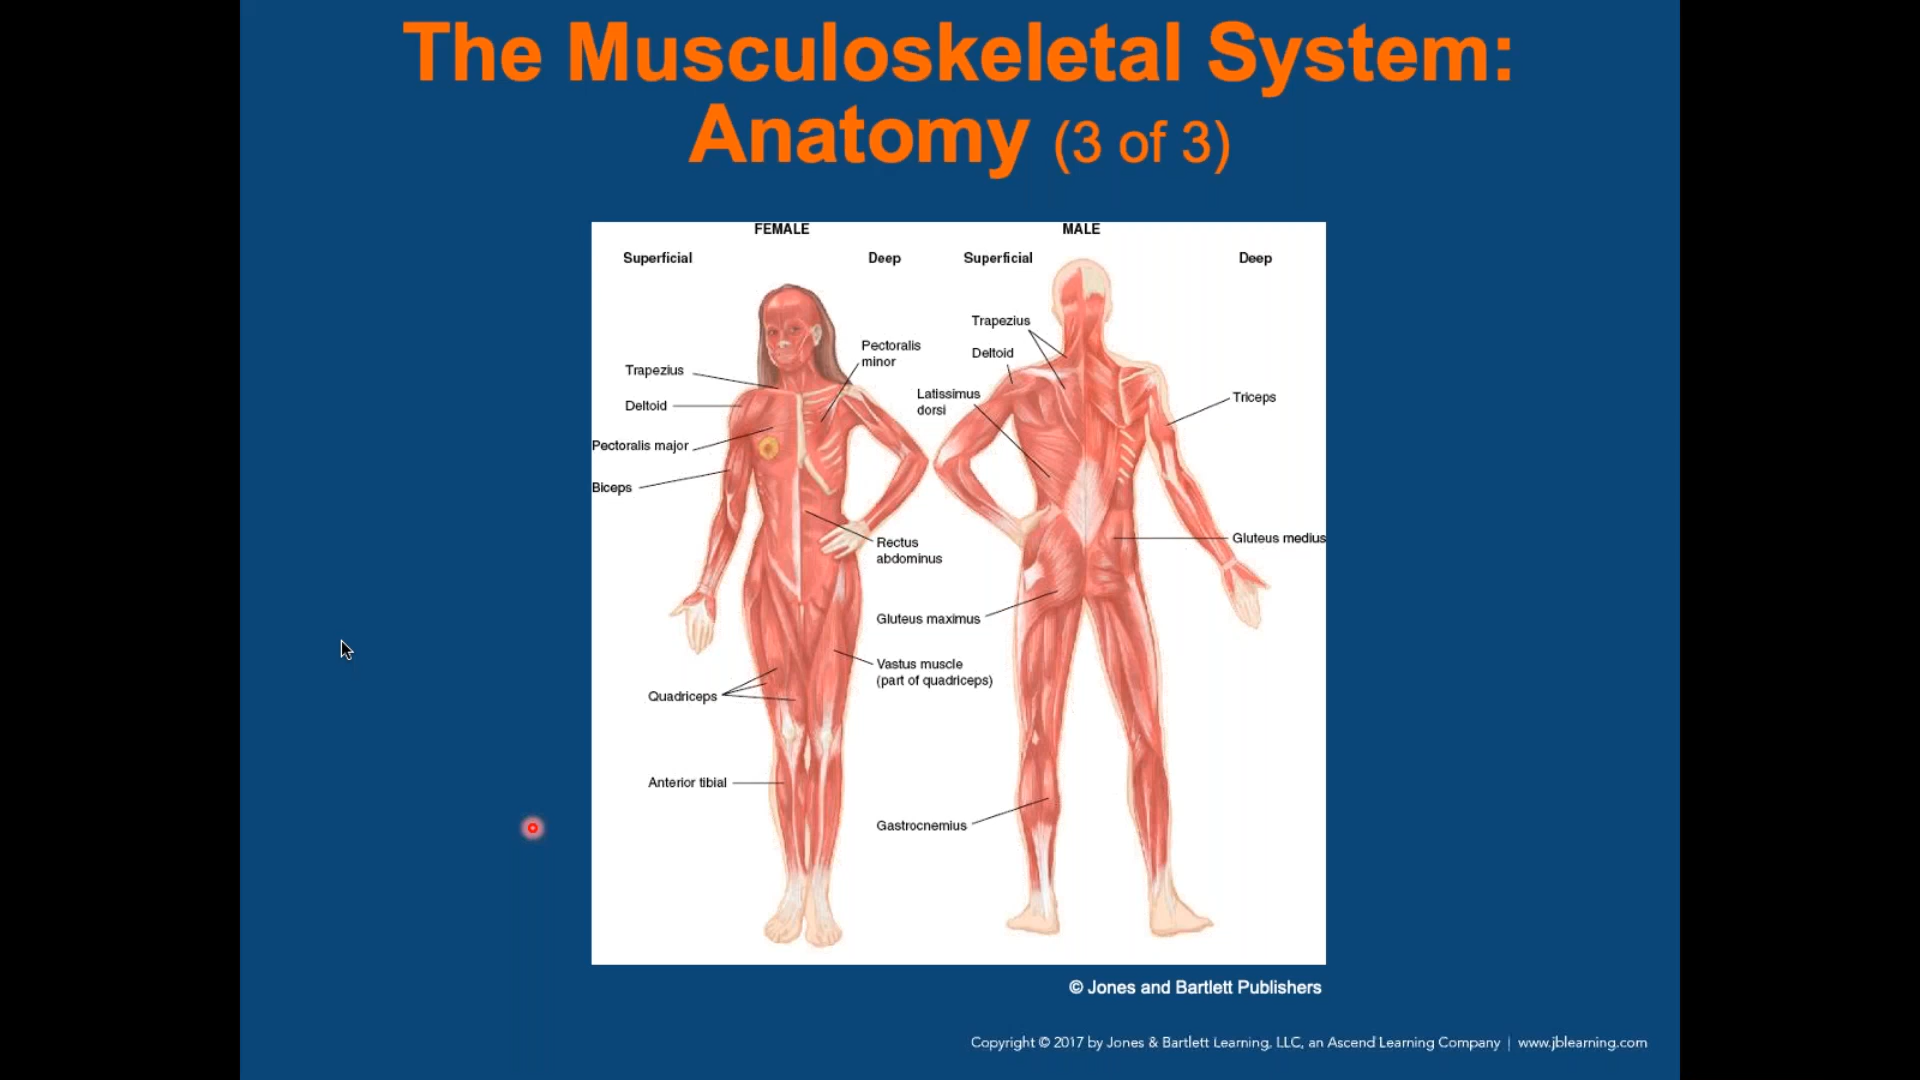 The Musculoskeletal System:
Anatomy (3 of 3)
FEMALE
MALE
Superficial
Deep
Superficial
Deep
Trapezius
Deltoid
Pectoralis major
Biceps
Quadriceps
Anterior tibial
Pectoralis
minor
Rectus
abdominus
Vastus muscle
(part of quadriceps)
Trapezius
Deltoid
Latissimus
dorsi
Gluteus maximus
Gastrocnemius
Triceps
Gluteus medius
© Jones and Bartlett Publishers
Copyright © 2017 by Jones & Bartlett Learning, LLC, an Ascend Learning Company | www.jblearning.com